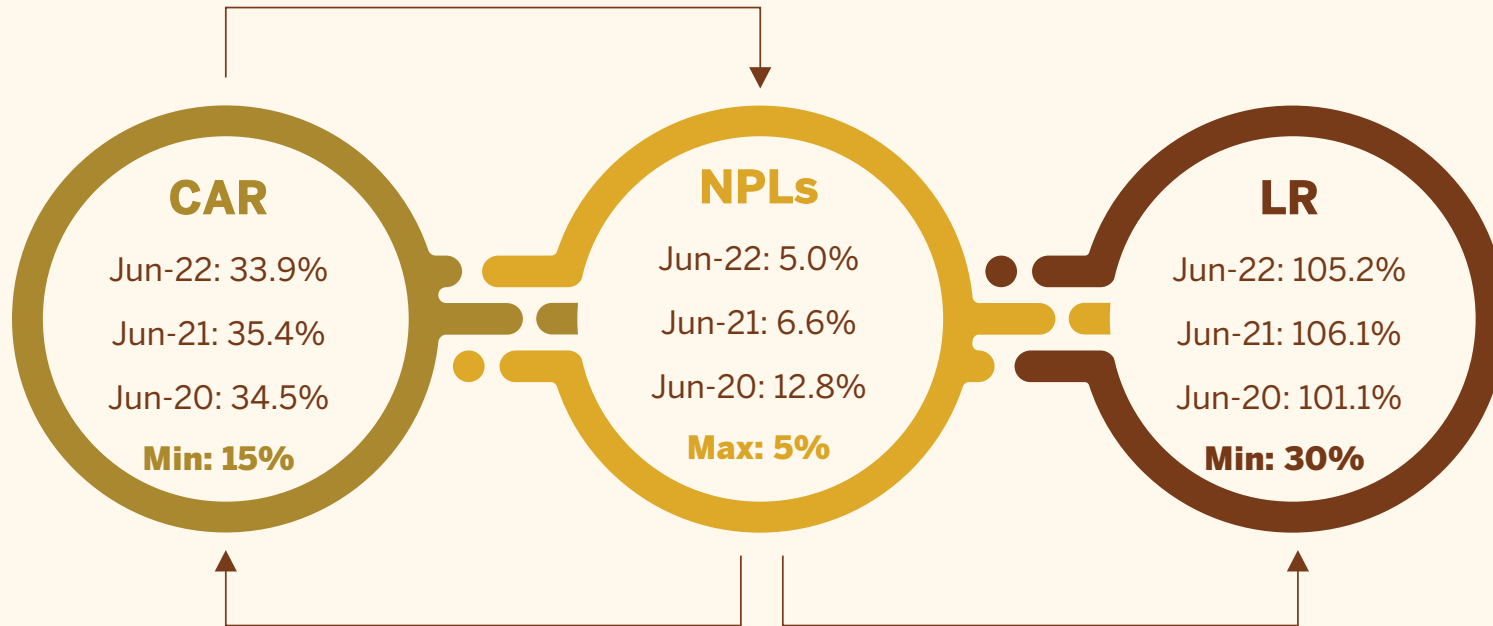 CAR
Jun-22: 33.9%
Jun-21: 35.4%
Jun-20: 34.5%
Min: 15%
NPLs
Jun-22: 5.0%
Jun-21: 6.6%
Jun-20: 12.8%
Max: 5%
LR
Jun-22: 105.2%
Jun-21: 106.1%
Jun-20: 101.1%
Min: 30%